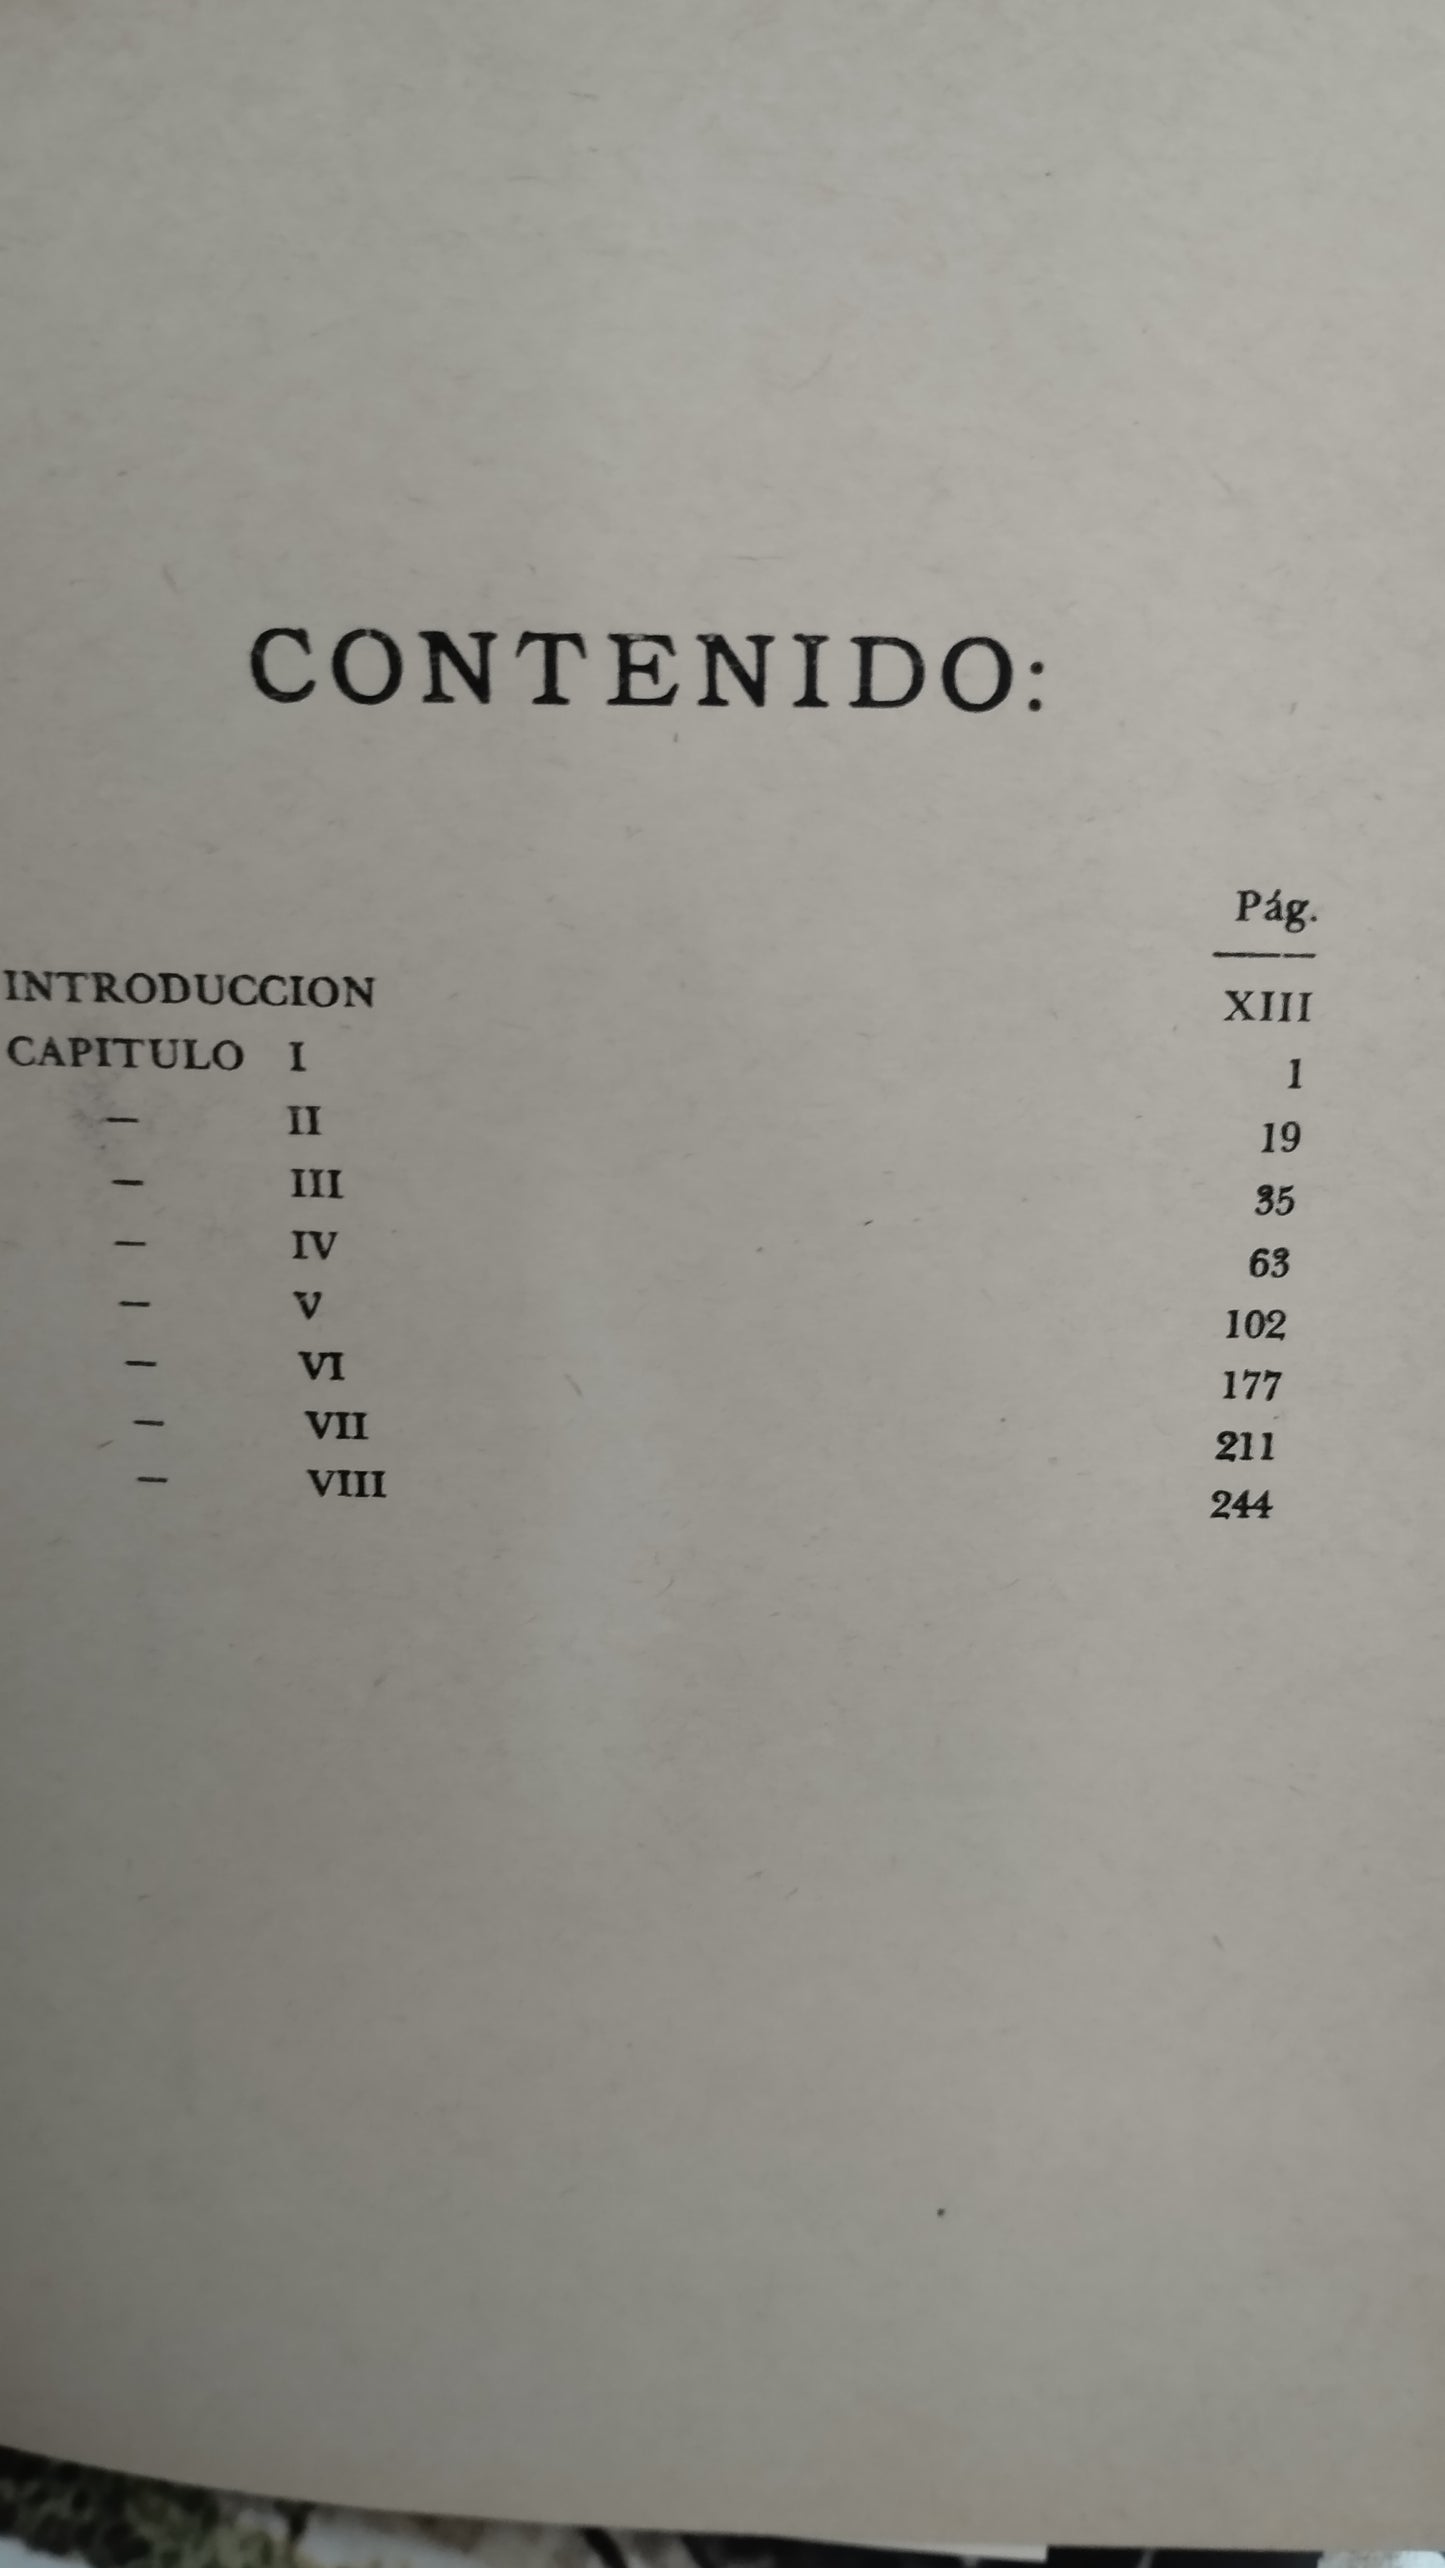 CONTENIDO:
Pág.
INTRODUCCION XIII
CAPITULO I 1
— II 19
— III 35
— IV 63
— V 102
— VI 177
— VII 211
— VIII 244